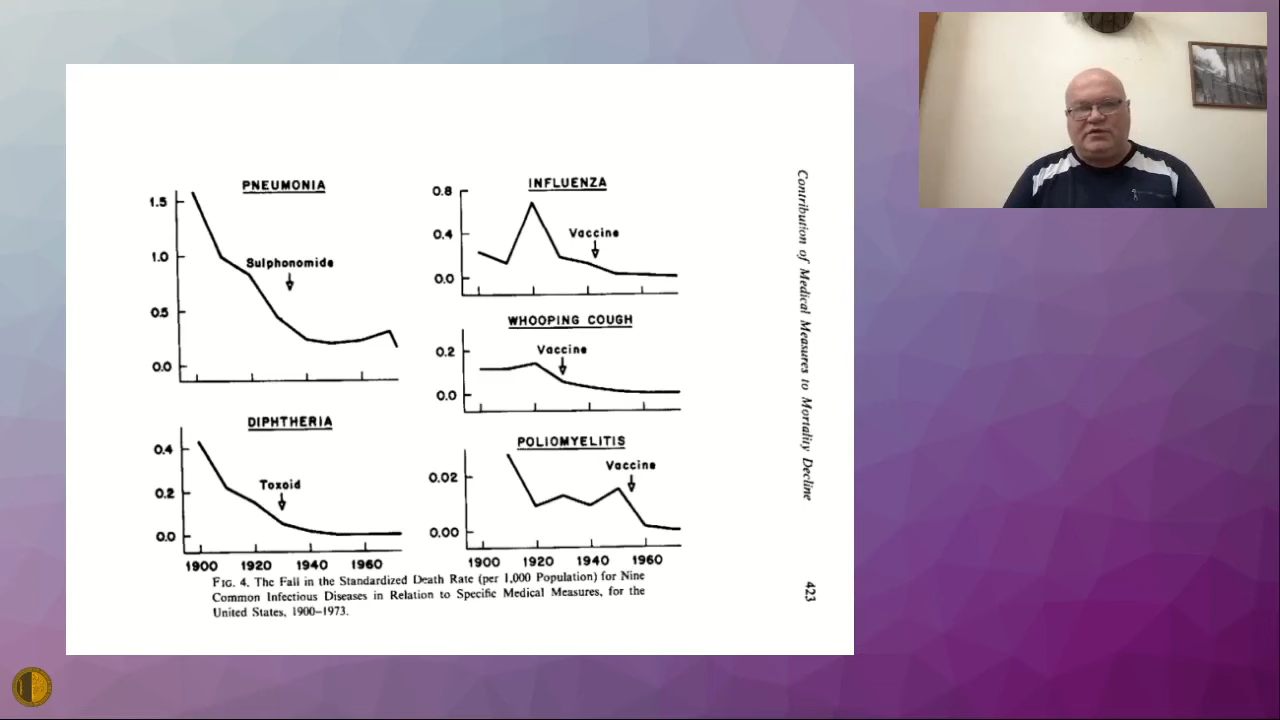 PNEUMONIA
1.5
1.0
0.5
0.0
Sulphonomide
INFLUENZA
0.8
0.4
0.0
Vaccine
WHOOPING COUGH
0.2
0.0
Vaccine
DIPHTHERIA
0.4
0.2
0.0
Toxoid
1900 1920 1940 1960
POLIOMYELITIS
0.02
0.00
Vaccine
1900 1920 1940 1960
FIG. 4. The Fall in the Standardized Death Rate (per 1,000 Population) for Nine
Common Infectious Diseases in Relation to Specific Medical Measures, for the
United States, 1900–1973.
Contribution of Medical Measures to Mortality Decline
423